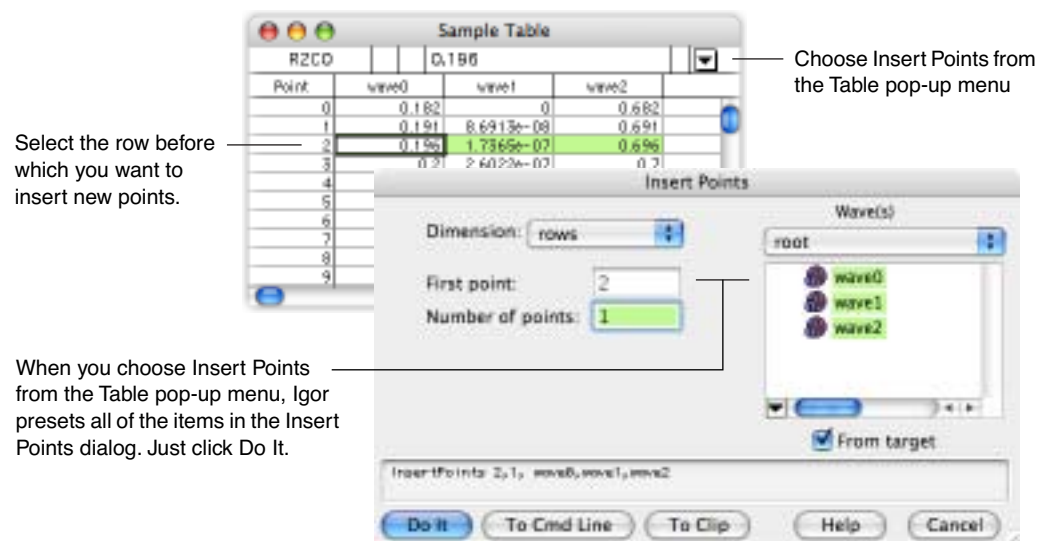 Sample Table
R2C0
0.196
Choose Insert Points from
the Table pop-up menu
Point wave0 wave1 wave2
0 0.182 0 0.682
1 0.191 8.6913e-08 0.691
2 0.196 1.7365e-07 0.696
3 0.2 2.6022e-07 0.7
4
5
6
7
8
9
Select the row before
which you want to
insert new points.
Insert Points
Dimension: rows
First point: 2
Number of points: 1
Wave(s)
root
wave0
wave1
wave2
From target
When you choose Insert Points
from the Table pop-up menu, Igor
presets all of the items in the Insert
Points dialog. Just click Do It.
InsertPoints 2,1, wave0,wave1,wave2
Do It To Cmd Line To Clip Help Cancel